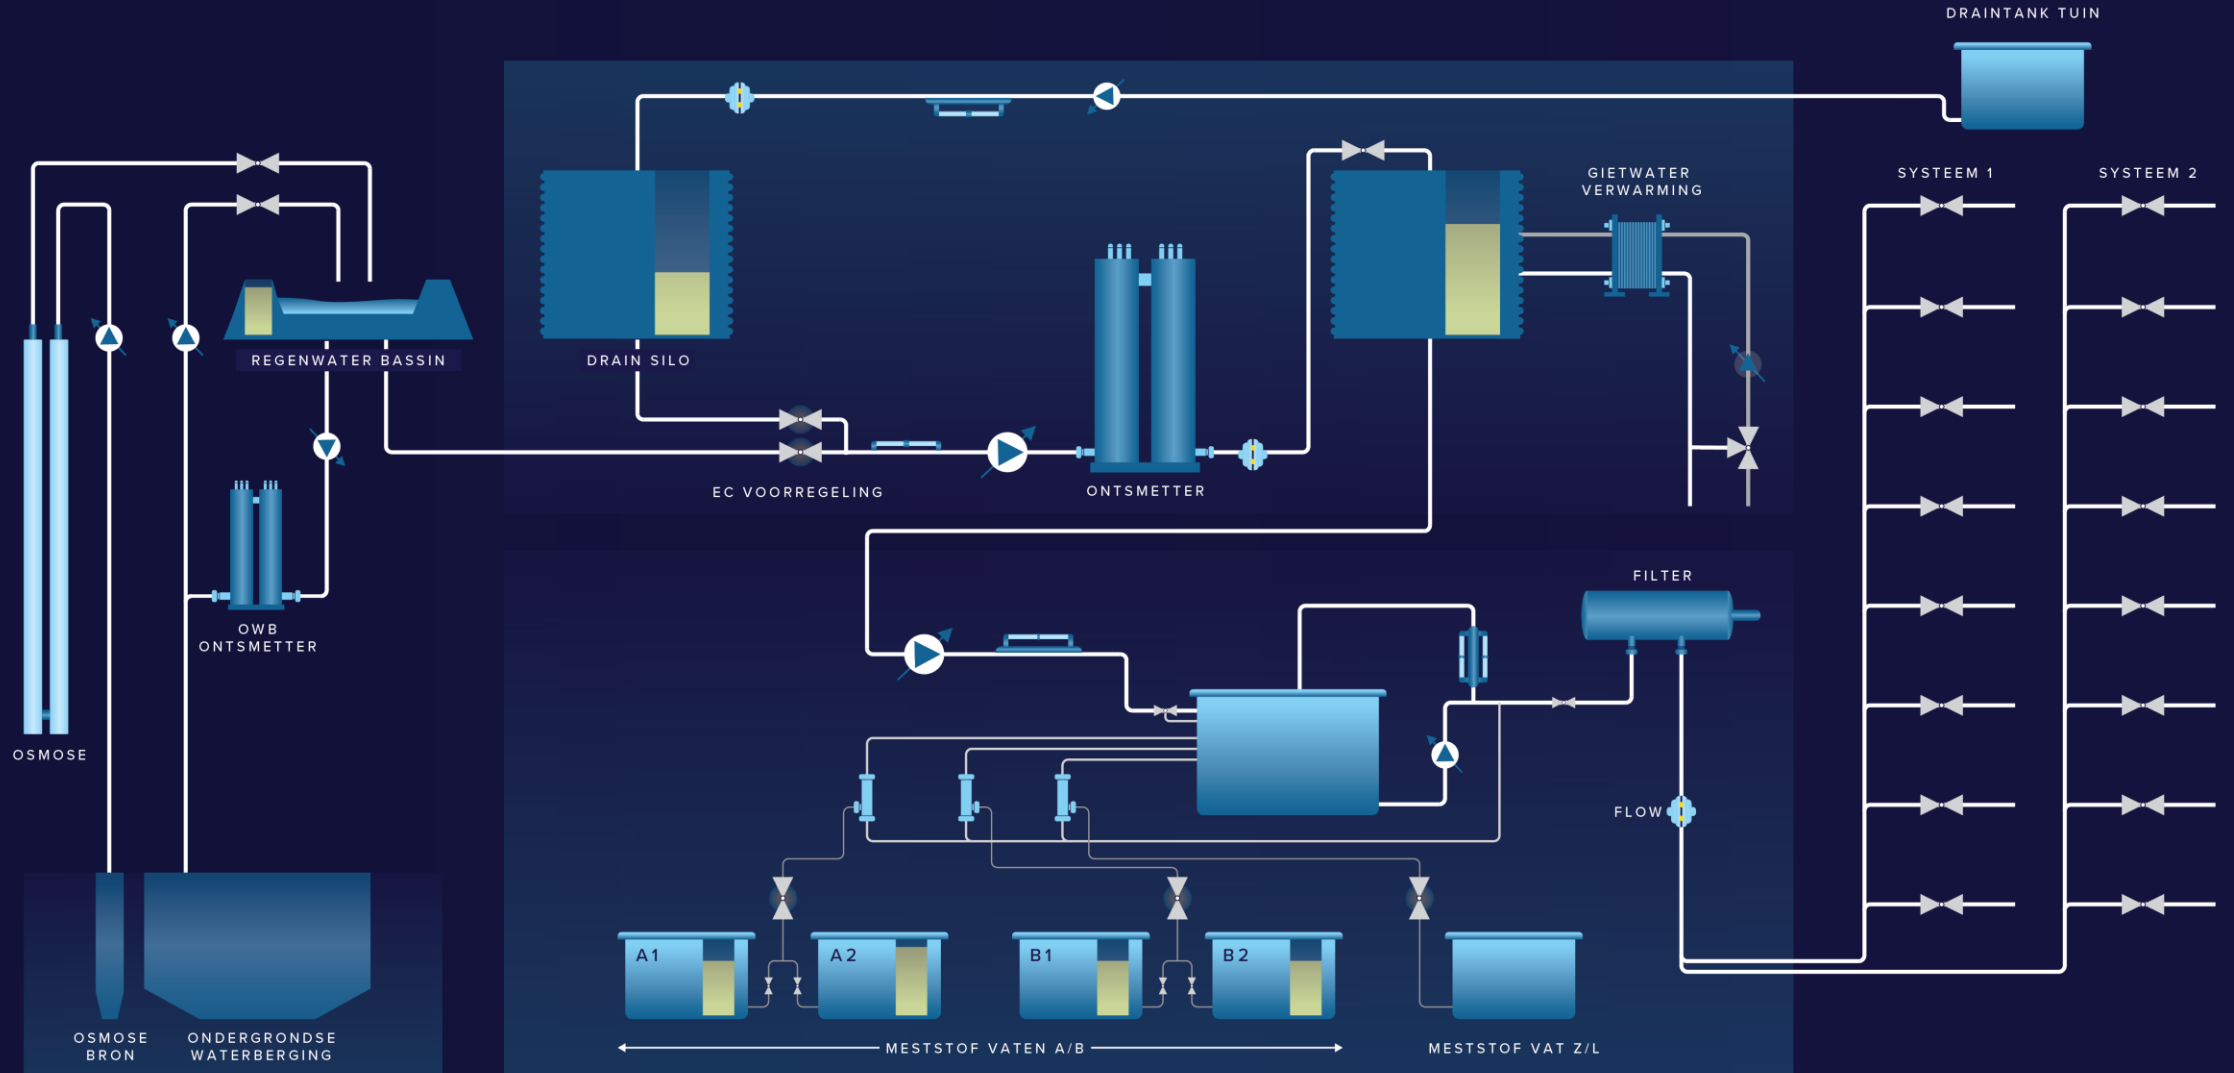 DRAINTANK TUIN
GIETWATER
VERWARMING
SYSTEEM 1
SYSTEEM 2
REGENWATER BASSIN
DRAIN SILO
EC VOORREGELING
ONTSMETTER
FILTER
OWB
ONTSMETTER
OSMOSE
FLOW
A1
A2
B1
B2
OSMOSE
BRON
ONDERGRONDSE
WATERBERGING
MESTSTOF VATEN A/B
MESTSTOF VAT Z/L